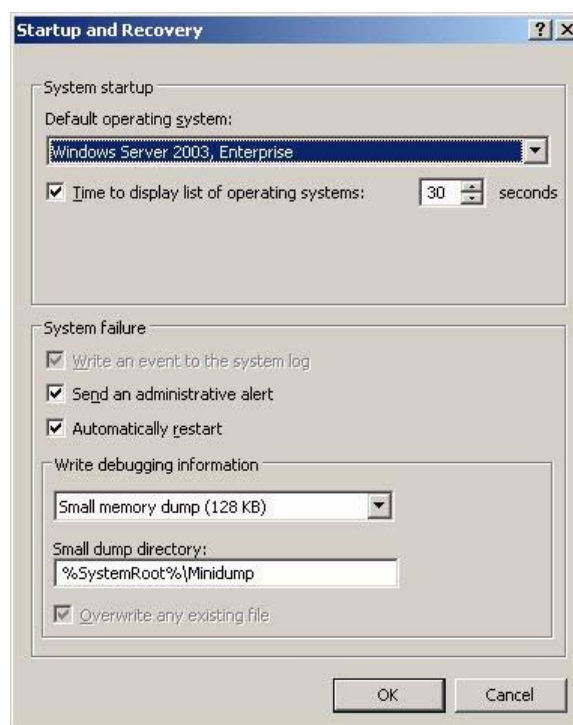 Startup and Recovery
System startup
Default operating system:
Windows Server 2003, Enterprise
Time to display list of operating systems: 30 seconds
System failure
Write an event to the system log
Send an administrative alert
Automatically restart
Write debugging information
Small memory dump (128 KB)
Small dump directory:
%SystemRoot%\Minidump
Overwrite any existing file
OK Cancel